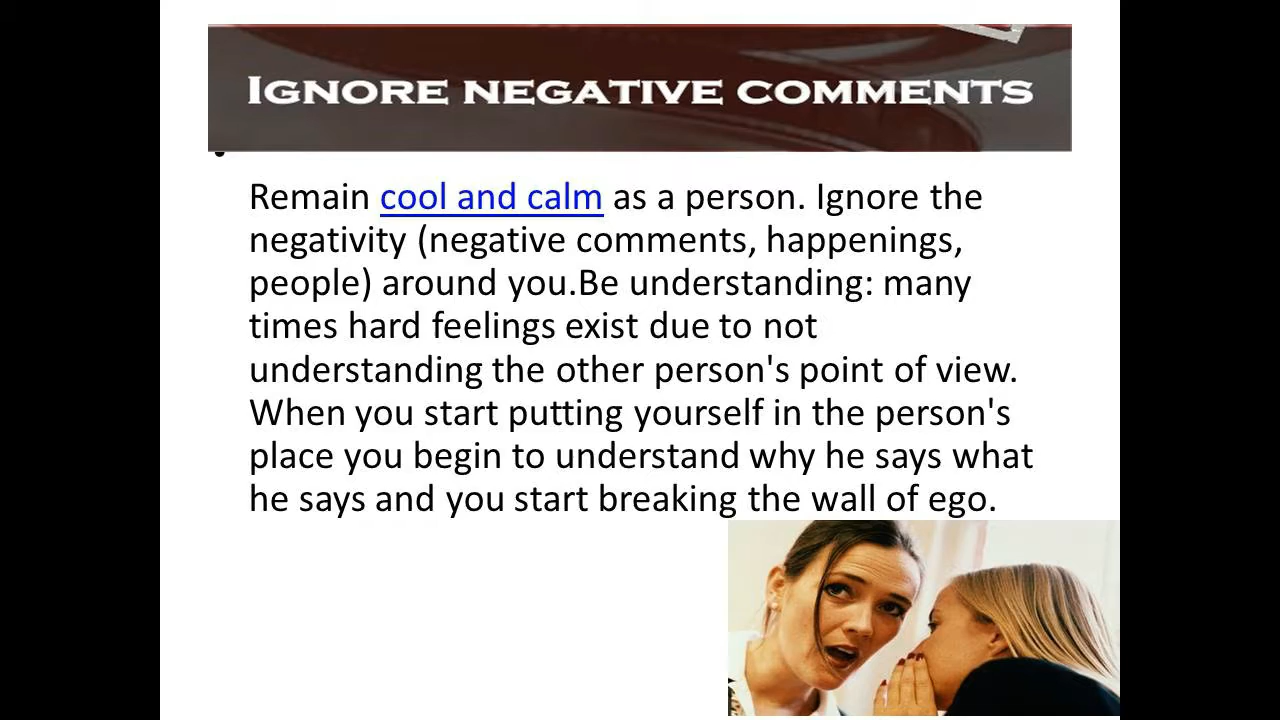 IGNORE NEGATIVE COMMENTS
Remain cool and calm as a person. Ignore the
negativity (negative comments, happenings,
people) around you.Be understanding: many
times hard feelings exist due to not
understanding the other person's point of view.
When you start putting yourself in the person's
place you begin to understand why he says what
he says and you start breaking the wall of ego.